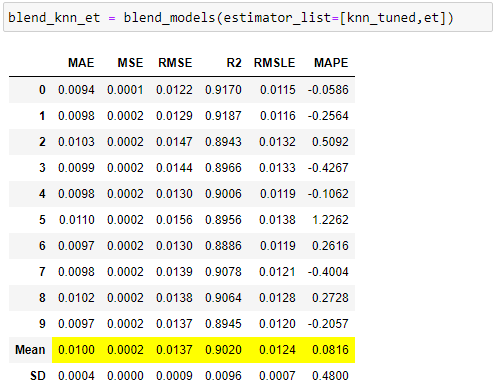 blend_knn_et = blend_models(estimator_list=[knn_tuned,et])
MAE MSE RMSE R2 RMSLE MAPE
0 0.0094 0.0001 0.0122 0.9170 0.0115 -0.0586
1 0.0098 0.0002 0.0129 0.9187 0.0116 -0.2564
2 0.0103 0.0002 0.0147 0.8943 0.0132 0.5092
3 0.0099 0.0002 0.0144 0.8966 0.0133 -0.4267
4 0.0098 0.0002 0.0130 0.9006 0.0119 -0.1062
5 0.0110 0.0002 0.0156 0.8956 0.0138 1.2262
6 0.0097 0.0002 0.0130 0.8886 0.0119 0.2616
7 0.0098 0.0002 0.0139 0.9078 0.0121 -0.4004
8 0.0102 0.0002 0.0138 0.9064 0.0128 0.2728
9 0.0097 0.0002 0.0137 0.8945 0.0120 -0.2057
Mean 0.0100 0.0002 0.0137 0.9020 0.0124 0.0816
SD 0.0004 0.0000 0.0009 0.0096 0.0007 0.4800